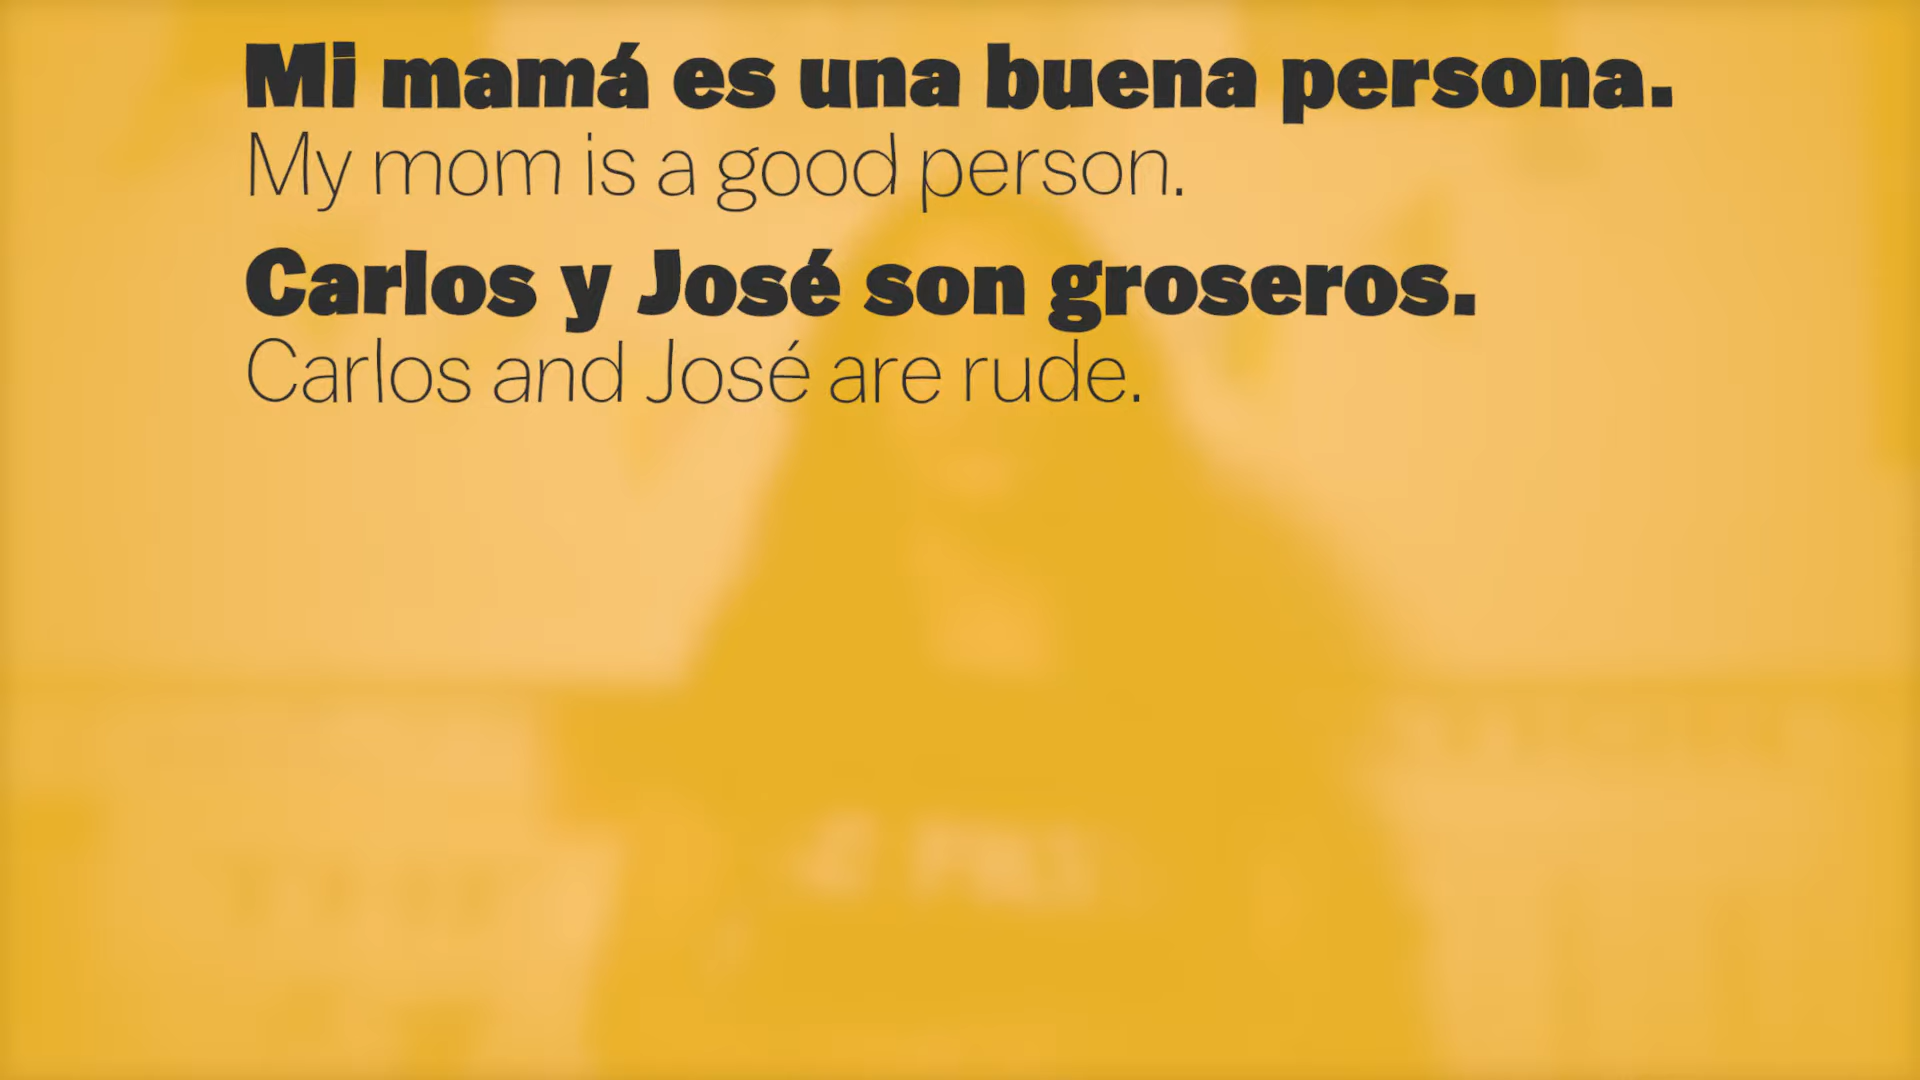 Mi mamá es una buena persona.
My mom is a good person.
Carlos y José son groseros.
Carlos and José are rude.